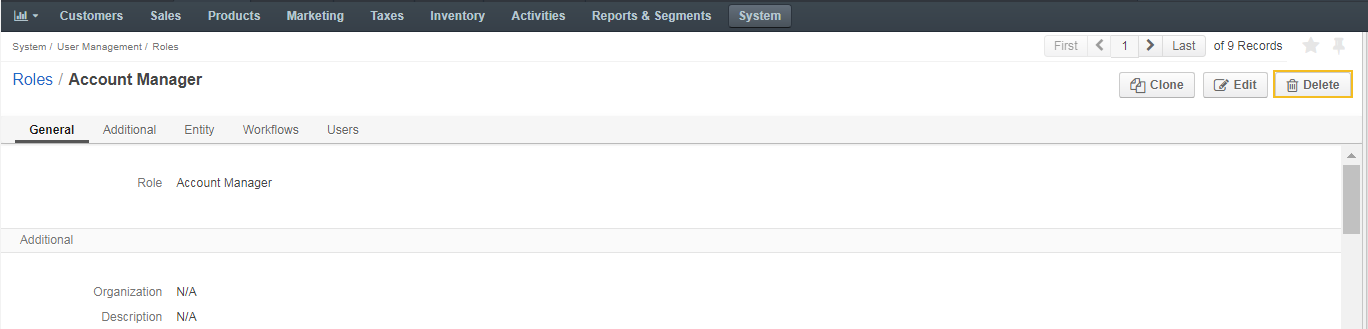 Customers Sales Products Marketing Taxes Inventory Activities Reports & Segments System
System / User Management / Roles First 1 Last of 9 Records
Roles / Account Manager Clone Edit Delete
General Additional Entity Workflows Users
Role Account Manager
Additional
Organization N/A
Description N/A